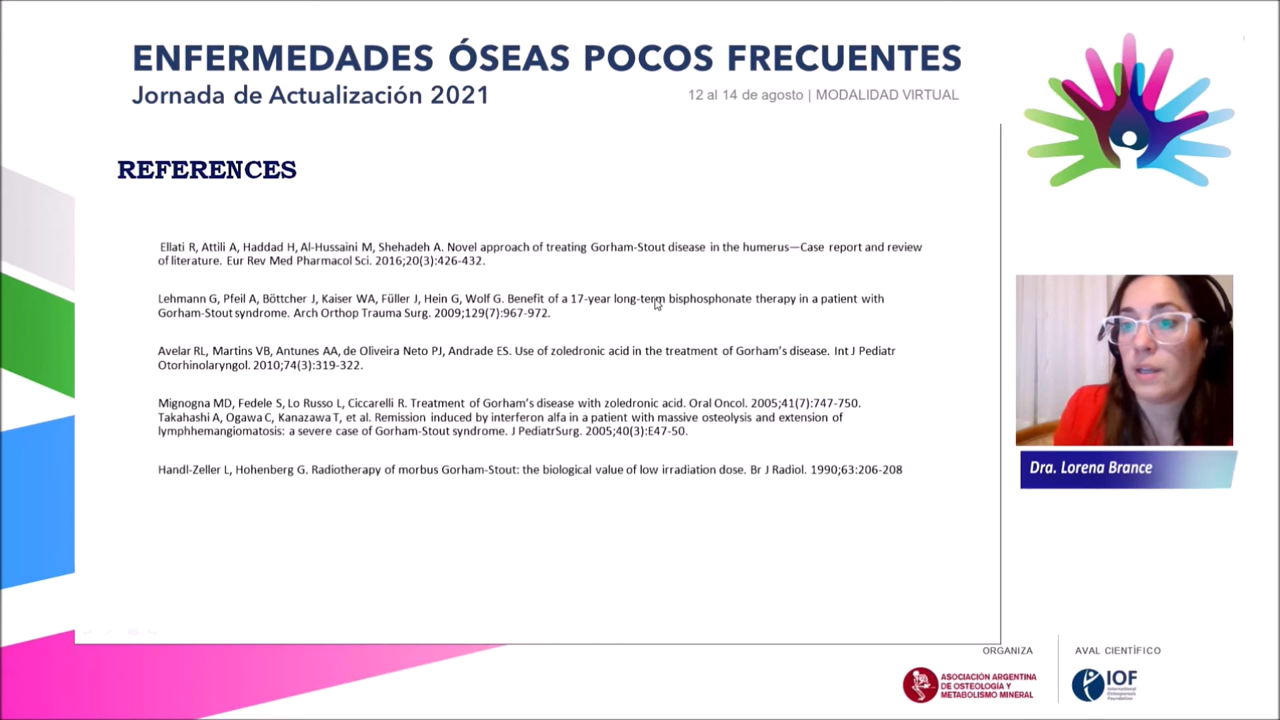 ENFERMEDADES ÓSEAS POCOS FRECUENTES
Jornada de Actualización 2021
12 al 14 de agosto | MODALIDAD VIRTUAL
REFERENCES
Ellati R, Attili A, Haddad H, Al-Hussaini M, Shehadeh A. Novel approach of treating Gorham-Stout disease in the humerus—Case report and review
of literature. Eur Rev Med Pharmacol Sci. 2016;20(3):426-432.
Lehmann G, Pfeil A, Böttcher J, Kaiser WA, Füller J, Hein G, Wolf G. Benefit of a 17-year long-term bisphosphonate therapy in a patient with
Gorham-Stout syndrome. Arch Orthop Trauma Surg. 2009;129(7):967-972.
Avelar RL, Martins VB, Antunes AA, de Oliveira Neto PJ, Andrade ES. Use of zoledronic acid in the treatment of Gorham's disease. Int J Pediatr
Otorhinolaryngol. 2010;74(3):319-322.
Mignogna MD, Fedele S, Lo Russo L, Ciccarelli R. Treatment of Gorham's disease with zoledronic acid. Oral Oncol. 2005;41(7):747-750.
Takahashi A, Ogawa C, Kanazawa T, et al. Remission induced by interferon alfa in a patient with massive osteolysis and extension of
lymphhemangiomatosis: a severe case of Gorham-Stout syndrome. J PediatrSurg. 2005;40(3):E47-50.
Handl-Zeller L, Hohenberg G. Radiotherapy of morbus Gorham-Stout: the biological value of low irradiation dose. Br J Radiol. 1990;63:206-208
Dra. Lorena Brance
ORGANIZA
ASOCIACIÓN ARGENTINA
DE OSTEOLOGÍA Y
METABOLISMO MINERAL
AVAL CIENTÍFICO
IOF
International
Osteoporosis
Foundation